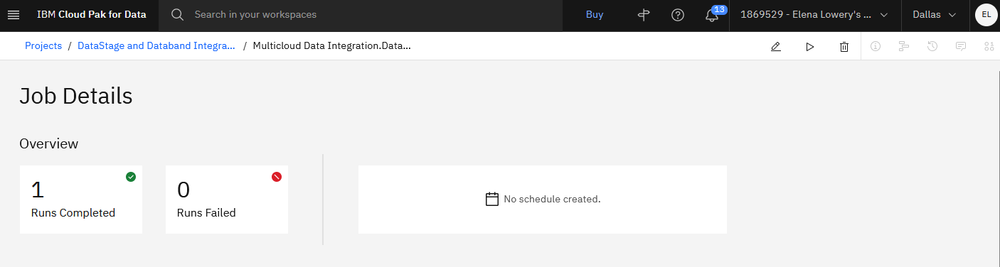 IBM Cloud Pak for Data Search in your workspaces Buy 13 1869529 - Elena Lowery's ... Dallas EL
Projects / DataStage and Databand Integra... / Multicloud Data Integration.Data...
Job Details
Overview
1
Runs Completed
0
Runs Failed
No schedule created.